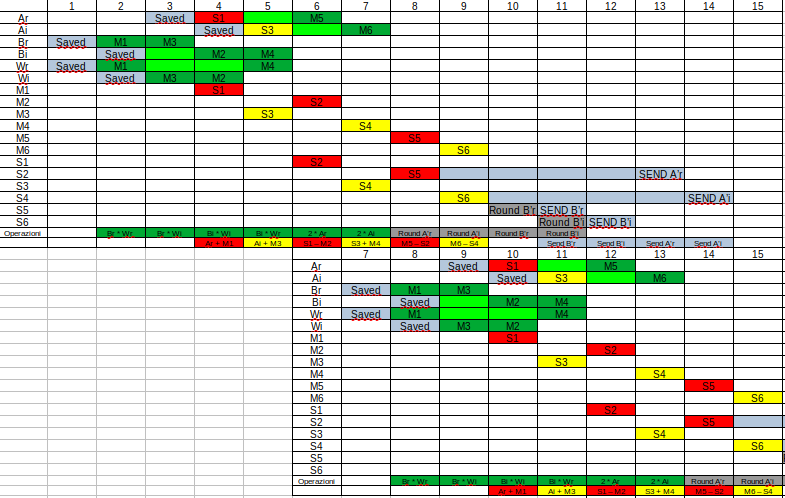 1 2 3 4 5 6 7 8 9 10 11 12 13 14 15
Ar Saved S1 M5
Ai Saved S3 M6
Br Saved M1 M3
Bi Saved M2 M4
Wr Saved M1 M4
Wi Saved M3 M2
M1 S1
M2 S2
M3 S3
M4 S4
M5 S5
M6 S6
S1 S2
S2 S5 SEND A'r
S3 S4
S4 S6 SEND A'i
S5 Round B'r SEND B'r
S6 Round B'i SEND B'i
Operazioni Br * Wr Br * Wi Bi * Wi Bi * Wr 2 * Ar 2 * Ai Round A'r Round A'i Round B'r Round B'i
Ar + M1 Ai + M3 S1 – M2 S3 + M4 M5 – S2 M6 – S4 Send B'r Send B'i Send A'r Send A'i
7 8 9 10 11 12 13 14 15
Ar Saved S1 M5
Ai Saved S3 M6
Br Saved M1 M3
Bi Saved M2 M4
Wr Saved M1 M4
Wi Saved M3 M2
M1 S1
M2 S2
M3 S3
M4 S4
M5 S5
M6 S6
S1 S2
S2 S5
S3 S4
S4 S6
S5
S6
Operazioni Br * Wr Br * Wi Bi * Wi Bi * Wr 2 * Ar 2 * Ai Round A'r Round A'i
Ar + M1 Ai + M3 S1 – M2 S3 + M4 M5 – S2 M6 – S4